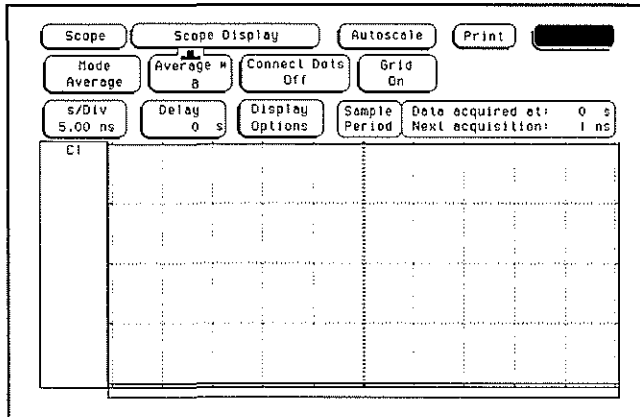 Scope Scope Display Autoscale Print
Mode Average # Connect Dots Grid
Average 8 Off On
s/Div Delay Display Sample Data acquired at: 0 s
5.00 ns 0 s Options Period Next acquisition: 1 ns
C1